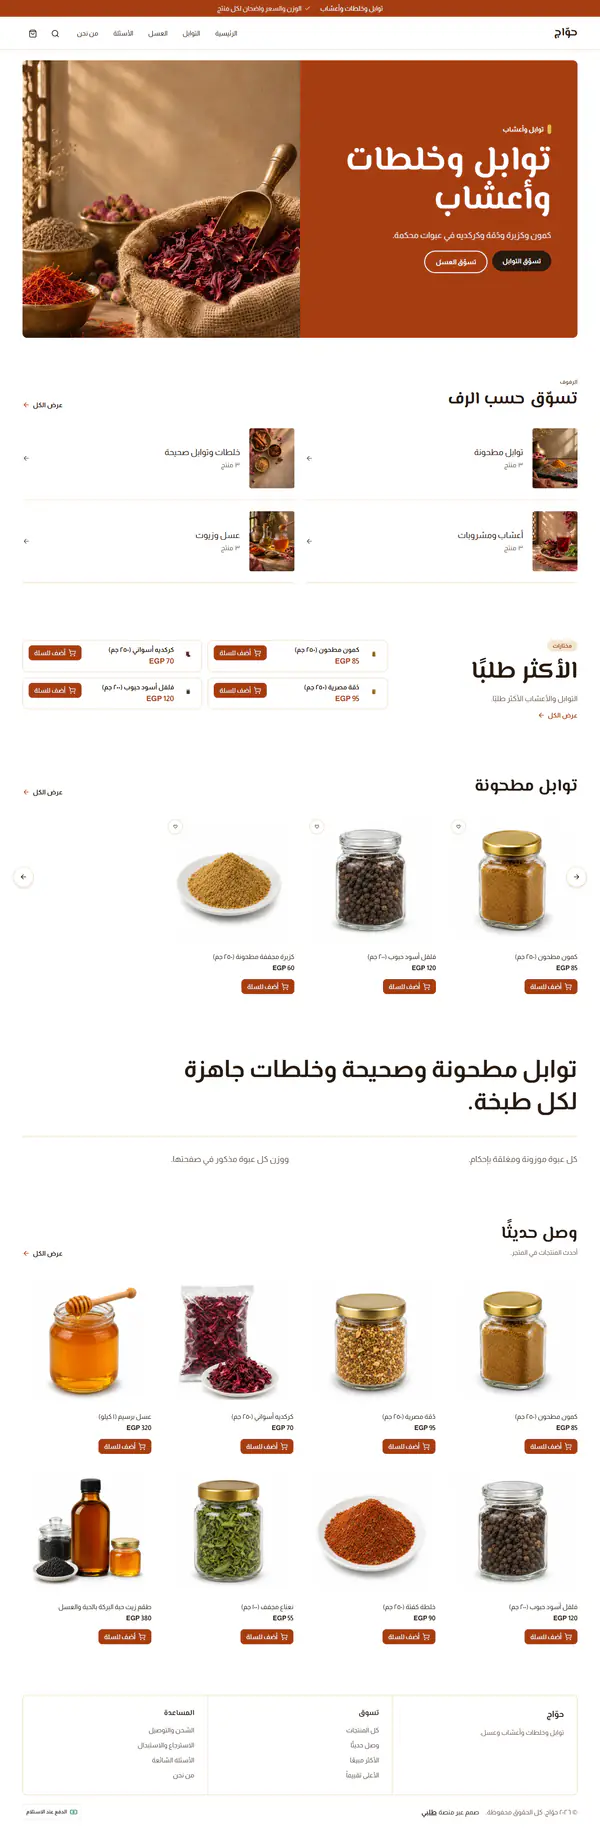 توابل وخلطات وأعشاب
✓ الوزن والسعر واضحان لكل منتج
حوّاج
الرئيسية
التوابل
العسل
الأسئلة
من نحن
توابل وأعشاب
توابل وخلطات
وأعشاب
كمون وكزبرة ودُقة وكركديه في عبوات محكمة.
تسوّق التوابل
تسوّق العسل
الرفوف
تسوّق حسب الرف
عرض الكل ←
توابل مطحونة
٣ منتج
خلطات وتوابل صحيحة
٣ منتج
أعشاب ومشروبات
٣ منتج
عسل وزيوت
٣ منتج
مختارات
الأكثر طلبًا
التوابل والأعشاب الأكثر طلبًا.
عرض الكل ←
كمون مطحون (٢٥٠ جم)
EGP 85
أضف للسلة
كركديه أسواني (٢٥٠ جم)
EGP 70
أضف للسلة
دُقة مصرية (٢٥٠ جم)
EGP 95
أضف للسلة
فلفل أسود حبوب (٢٠٠ جم)
EGP 120
أضف للسلة
توابل مطحونة
عرض الكل ←
كمون مطحون (٢٥٠ جم)
EGP 85
أضف للسلة
فلفل أسود حبوب (٢٠٠ جم)
EGP 120
أضف للسلة
كزبرة مجففة مطحونة (٢٥٠ جم)
EGP 60
أضف للسلة
توابل مطحونة وصحيحة وخلطات جاهزة
لكل طبخة.
كل عبوة موزونة ومغلقة بإحكام.
ووزن كل عبوة مذكور في صفحتها.
وصل حديثًا
أحدث المنتجات في المتجر.
عرض الكل ←
كمون مطحون (٢٥٠ جم)
EGP 85
أضف للسلة
دُقة مصرية (٢٥٠ جم)
EGP 95
أضف للسلة
كركديه أسواني (٢٥٠ جم)
EGP 70
أضف للسلة
عسل برسيم (١ كيلو)
EGP 320
أضف للسلة
فلفل أسود حبوب (٢٠٠ جم)
EGP 120
أضف للسلة
خلطة كفتة (٢٥٠ جم)
EGP 90
أضف للسلة
نعناع مجفف (١٠٠ جم)
EGP 55
أضف للسلة
طقم زيت حبة البركة بالحبة والعسل
EGP 380
أضف للسلة
حوّاج
توابل وخلطات وأعشاب وعسل.
تسوق
كل المنتجات
وصل حديثًا
الأكثر مبيعًا
الأعلى تقييماً
المساعدة
الشحن والتوصيل
الاسترجاع والاستبدال
الأسئلة الشائعة
من نحن
© ٢٠٢٦ حوّاج. كل الحقوق محفوظة.
صمم عبر منصة طلبي
الدفع عند الاستلام